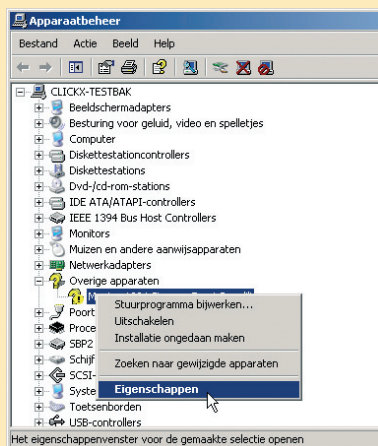 Apparaatbeheer
Bestand Actie Beeld Help
CLICKX-TESTBAK
Beeldschermadapters
Besturing voor geluid, video en spelletjes
Computer
Diskettestationcontrollers
Diskettestations
Dvd-/cd-rom-stations
IDE ATA/ATAPI-controllers
IEEE 1394 Bus Host Controllers
Monitors
Muizen en andere aanwijsapparaten
Netwerkadapters
Overige apparaten
Stuurprogramma bijwerken...
Poort
Uitschakelen
Proce
Installatie ongedaan maken
SBP2
Schijf
Zoeken naar gewijzigde apparaten
SCSI-
Syste
Eigenschappen
Toetsenborden
USB-controllers
Het eigenschappenvenster voor de gemaakte selectie openen